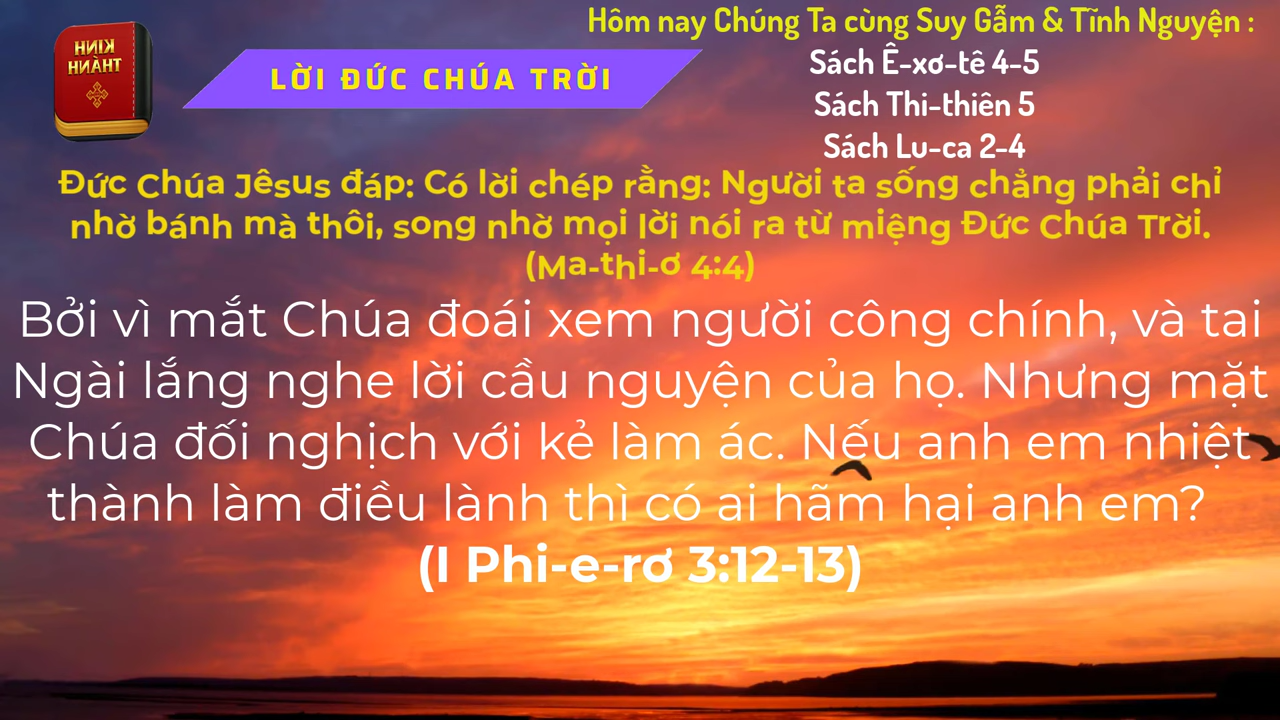 KINH
THÁNH
LỜI ĐỨC CHÚA TRỜI
Hôm nay Chúng Ta cùng Suy Gẫm & Tĩnh Nguyện :
Sách Ê-xơ-tê 4-5
Sách Thi-thiên 5
Sách Lu-ca 2-4
Đức Chúa Jêsus đáp: Có lời chép rằng: Người ta sống chẳng phải chỉ
nhờ bánh mà thôi, song nhờ mọi lời nói ra từ miệng Đức Chúa Trời.
(Ma-thi-ơ 4:4)
Bởi vì mắt Chúa đoái xem người công chính, và tai
Ngài lắng nghe lời cầu nguyện của họ. Nhưng mặt
Chúa đối nghịch với kẻ làm ác. Nếu anh em nhiệt
thành làm điều lành thì có ai hãm hại anh em?
(I Phi-e-rơ 3:12-13)